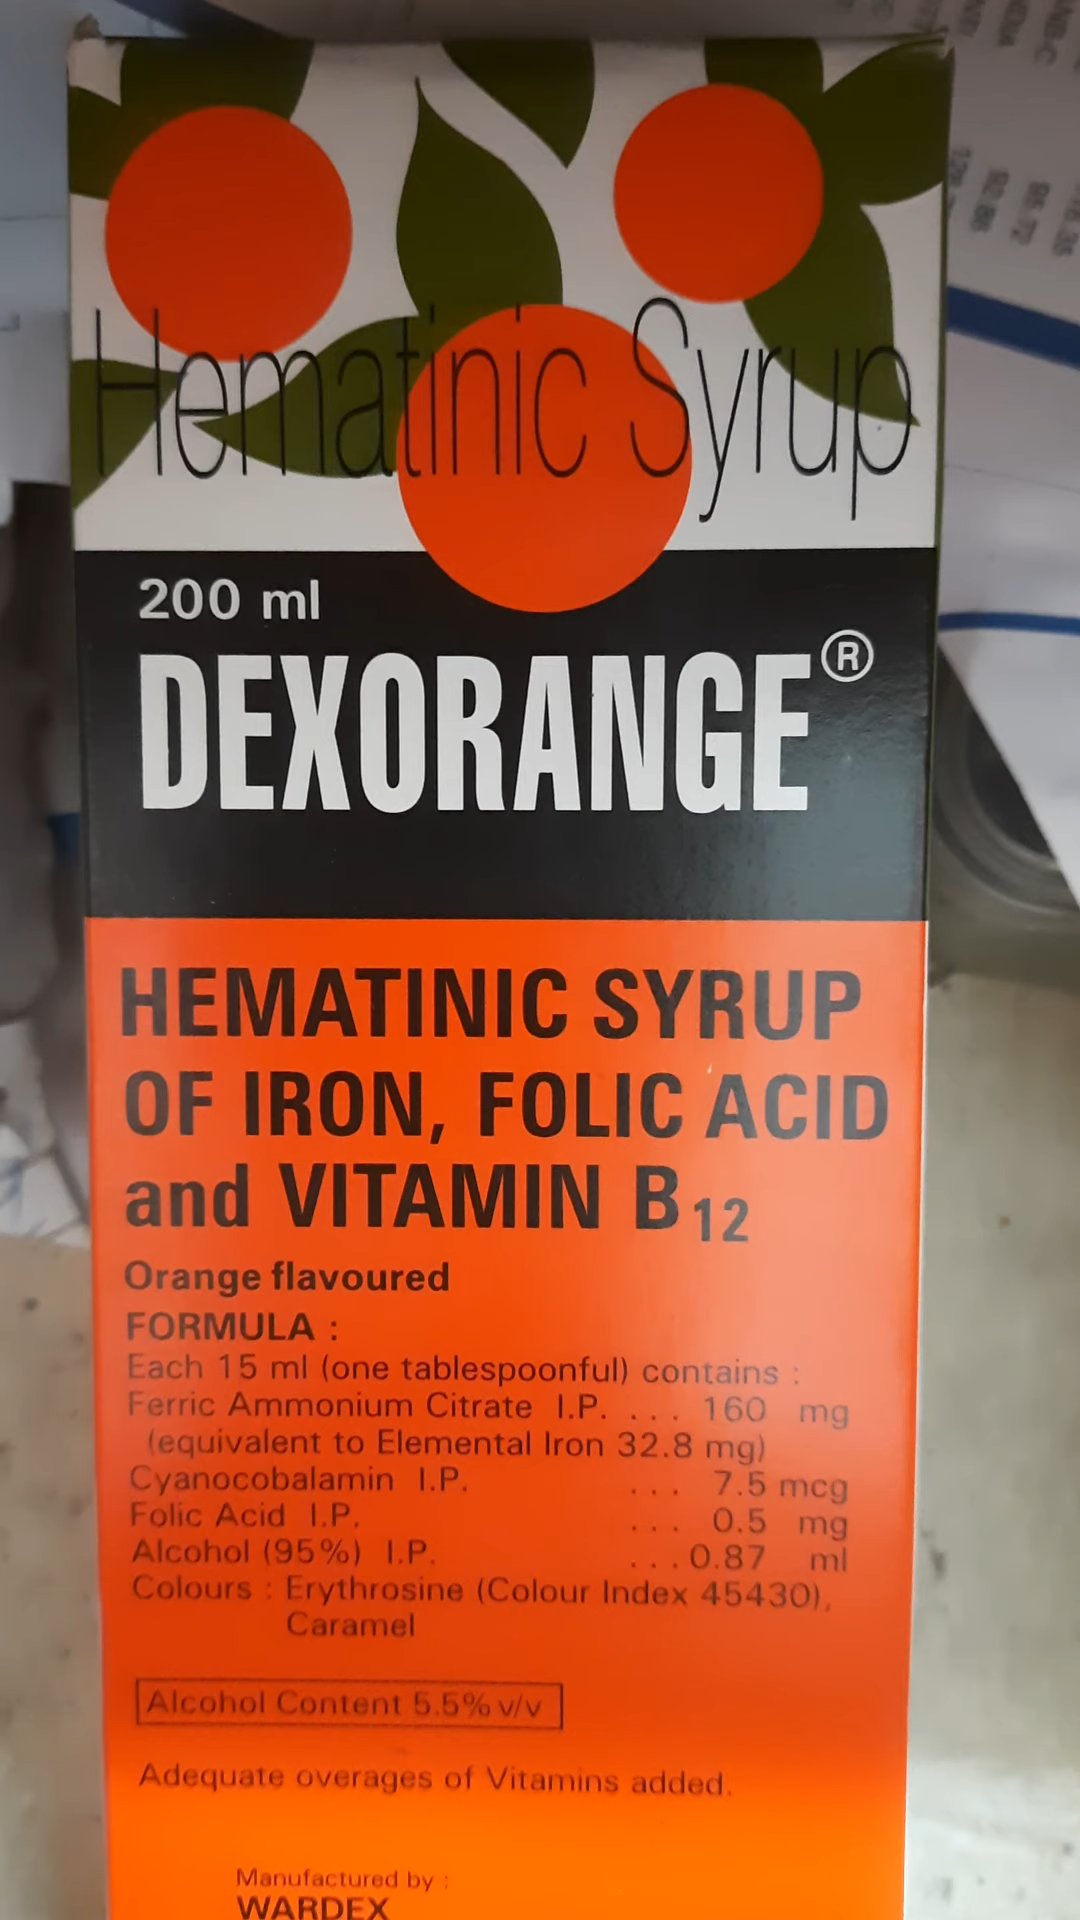 Hematinic Syrup
200 ml
DEXORANGE®
HEMATINIC SYRUP
OF IRON, FOLIC ACID
and VITAMIN B12
Orange flavoured
FORMULA :
Each 15 ml (one tablespoonful) contains :
Ferric Ammonium Citrate I.P. ... 160 mg
(equivalent to Elemental Iron 32.8 mg)
Cyanocobalamin I.P. ... 7.5 mcg
Folic Acid I.P. ... 0.5 mg
Alcohol (95%) I.P. ... 0.87 ml
Colours : Erythrosine (Colour Index 45430),
Caramel
Alcohol Content 5.5% v/v
Adequate overages of Vitamins added.
Manufactured by :
WARDEX